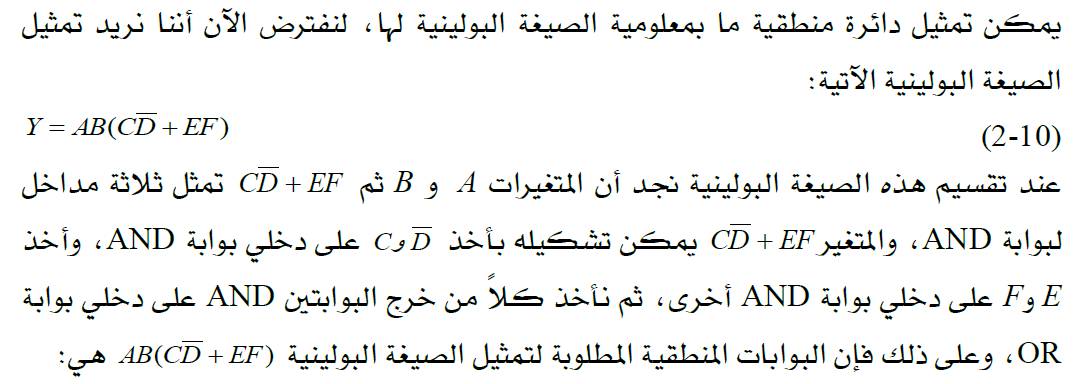 يمكن تمثيل دائرة منطقية ما بمعلومية الصيغة البولينية لها، لنفترض الآن أننا نريد تمثيل
الصيغة البولينية الآتية:
(2-10) Y = AB(CD̅ + EF)
عند تقسيم هذه الصيغة البولينية نجد أن المتغيرات A و B ثم CD̅ + EF تمثل ثلاثة مداخل
لبوابة AND، والمتغير CD̅ + EF يمكن تشكيله بأخذ D̅ وC على دخلي بوابة AND، وأخذ
E وF على دخلي بوابة AND أخرى، ثم نأخذ كلاً من خرج البوابتين AND على دخلي بوابة
OR، وعلى ذلك فإن البوابات المنطقية المطلوبة لتمثيل الصيغة البولينية AB(CD̅ + EF) هي: